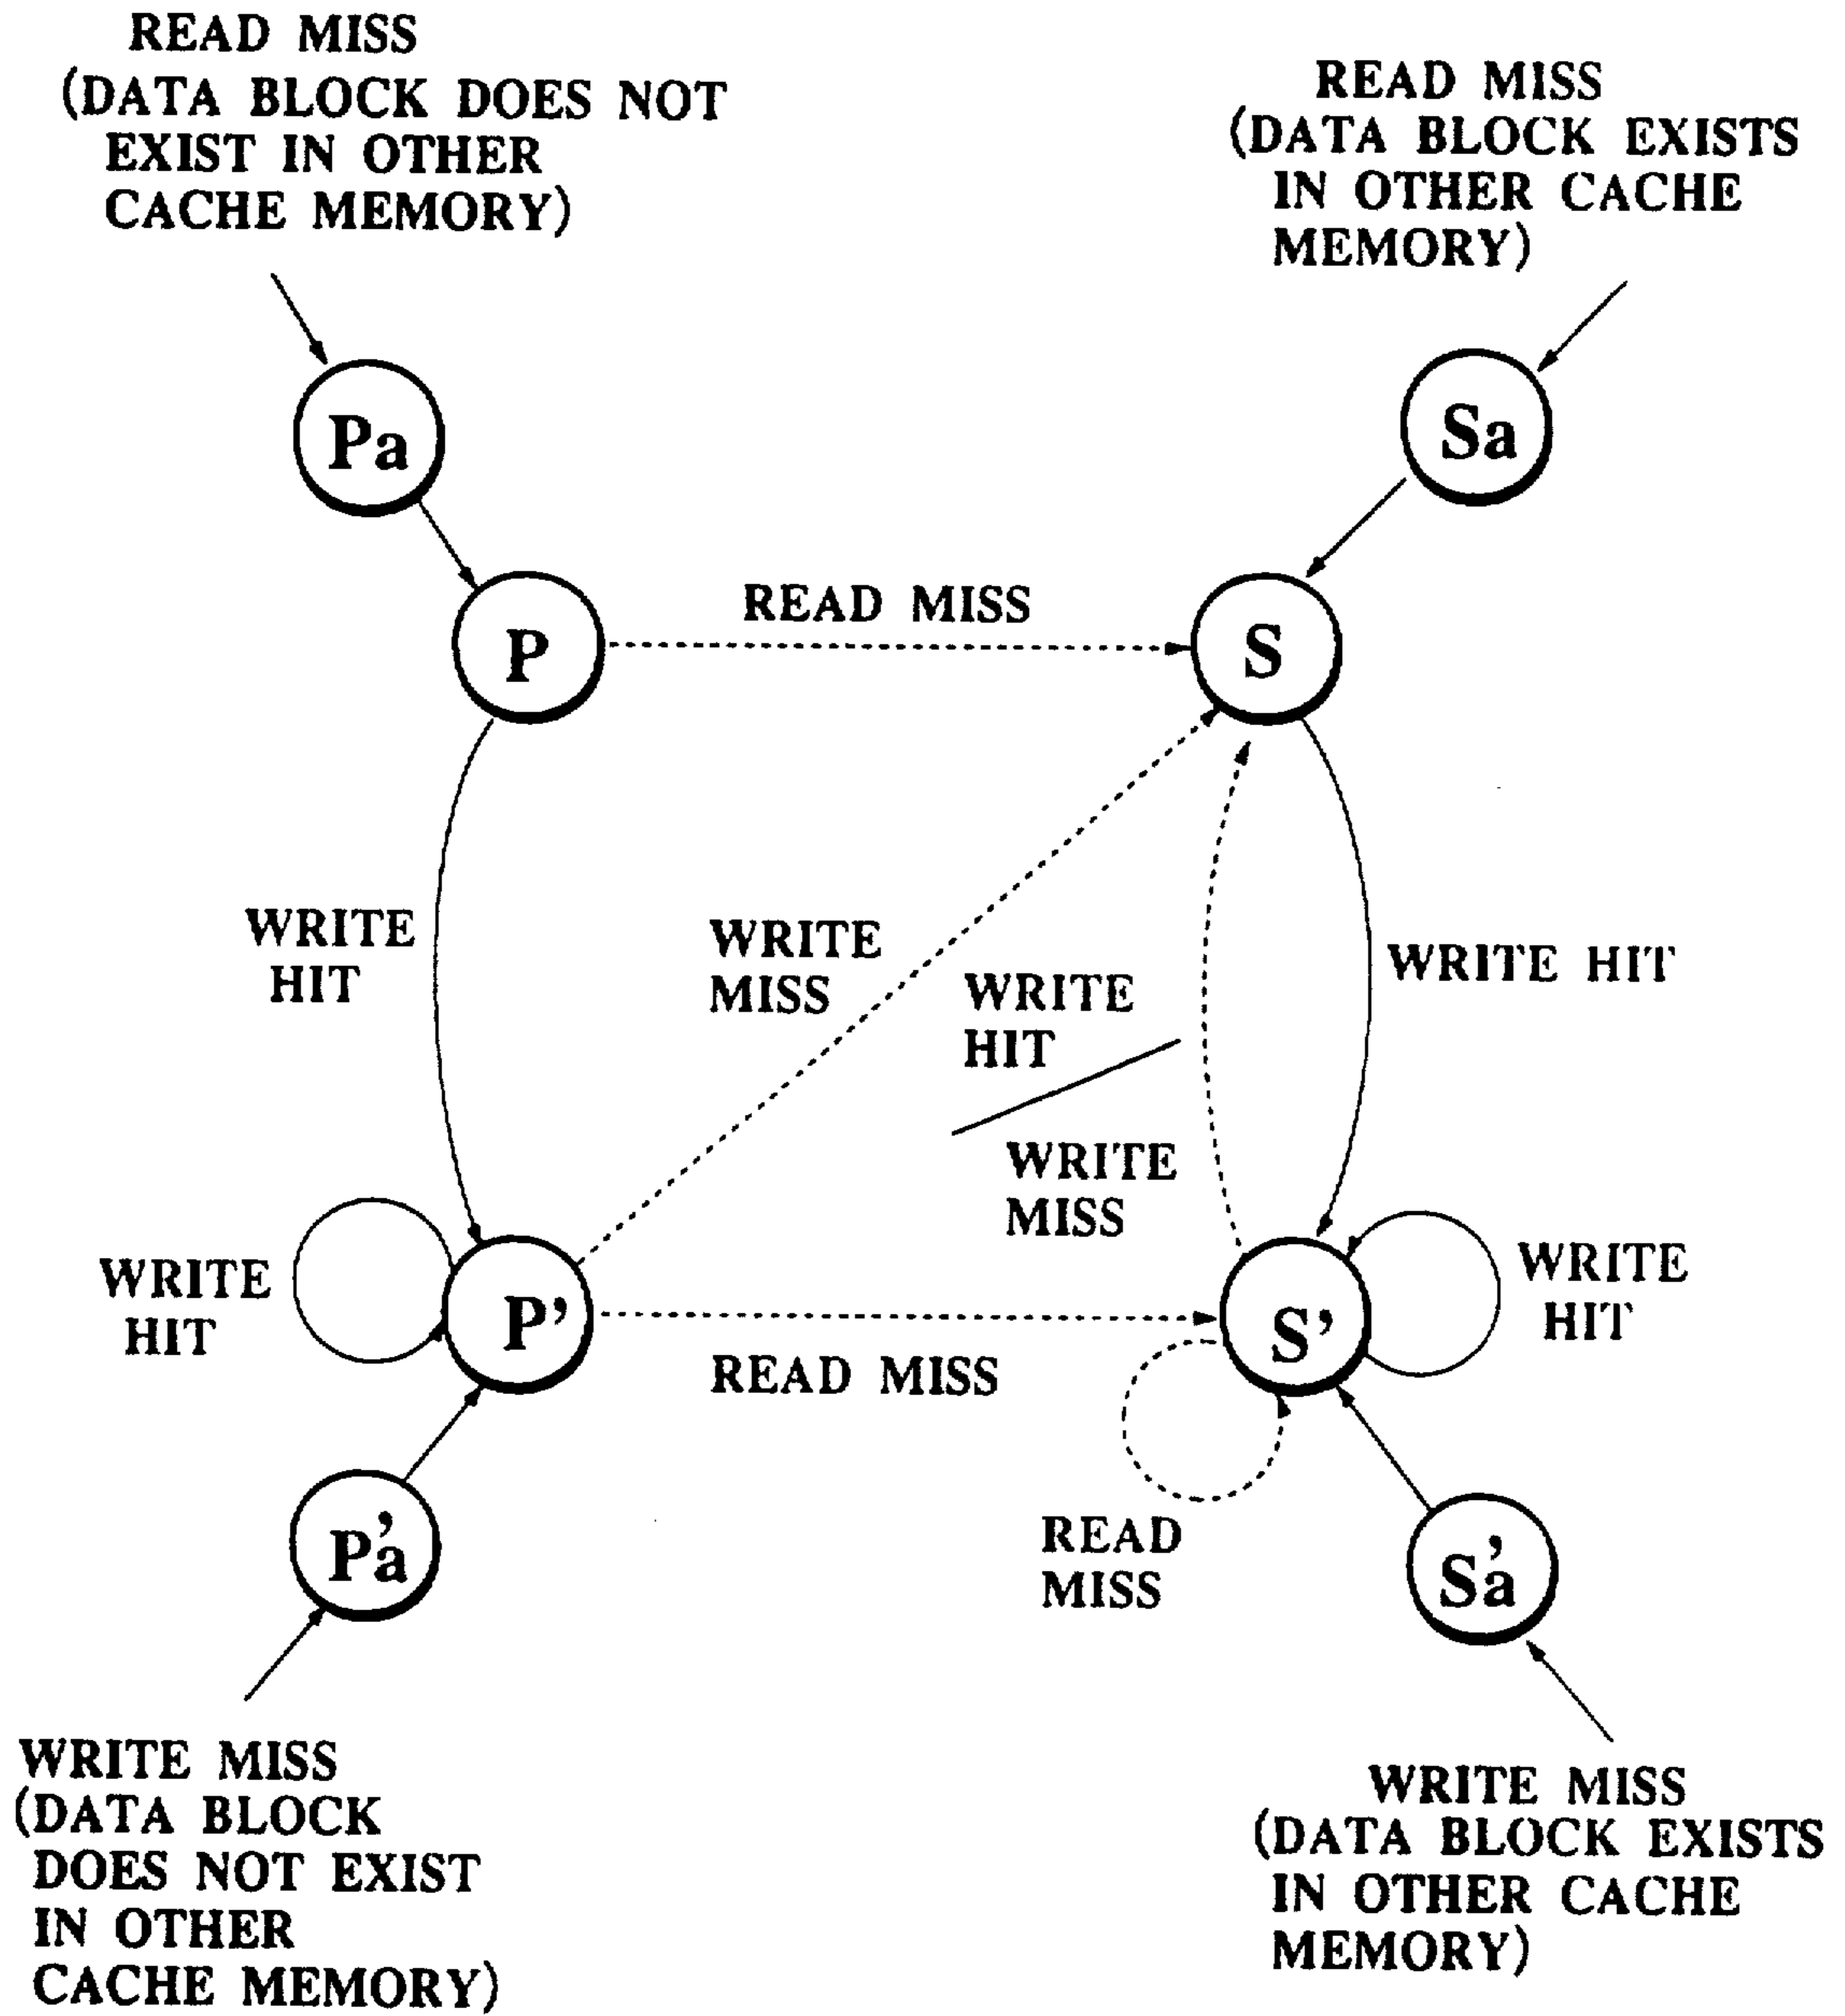 READ MISS
(DATA BLOCK DOES NOT
EXIST IN OTHER
CACHE MEMORY)
READ MISS
(DATA BLOCK EXISTS
IN OTHER CACHE
MEMORY)
Pa
Sa
P
READ MISS
S
WRITE
HIT
WRITE
MISS
WRITE
HIT
WRITE
MISS
WRITE HIT
WRITE
HIT
P'
READ MISS
S'
WRITE
HIT
READ
MISS
P'a
S'a
WRITE MISS
(DATA BLOCK
DOES NOT EXIST
IN OTHER
CACHE MEMORY)
WRITE MISS
(DATA BLOCK EXISTS
IN OTHER CACHE
MEMORY)